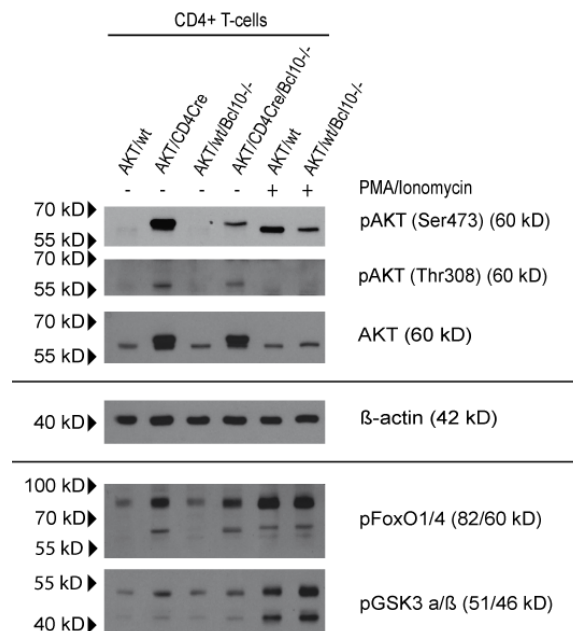 CD4+ T-cells
AKT/wt
AKT/CD4Cre
AKT/wt/Bcl10-/-
AKT/CD4Cre/Bcl10-/-
AKT/wt
AKT/wt/Bcl10-/-
- - - - + + PMA/Ionomycin
70 kD
pAKT (Ser473) (60 kD)
55 kD
70 kD
pAKT (Thr308) (60 kD)
55 kD
70 kD
AKT (60 kD)
55 kD
40 kD ß-actin (42 kD)
100 kD
70 kD pFoxO1/4 (82/60 kD)
55 kD
55 kD
pGSK3 a/ß (51/46 kD)
40 kD